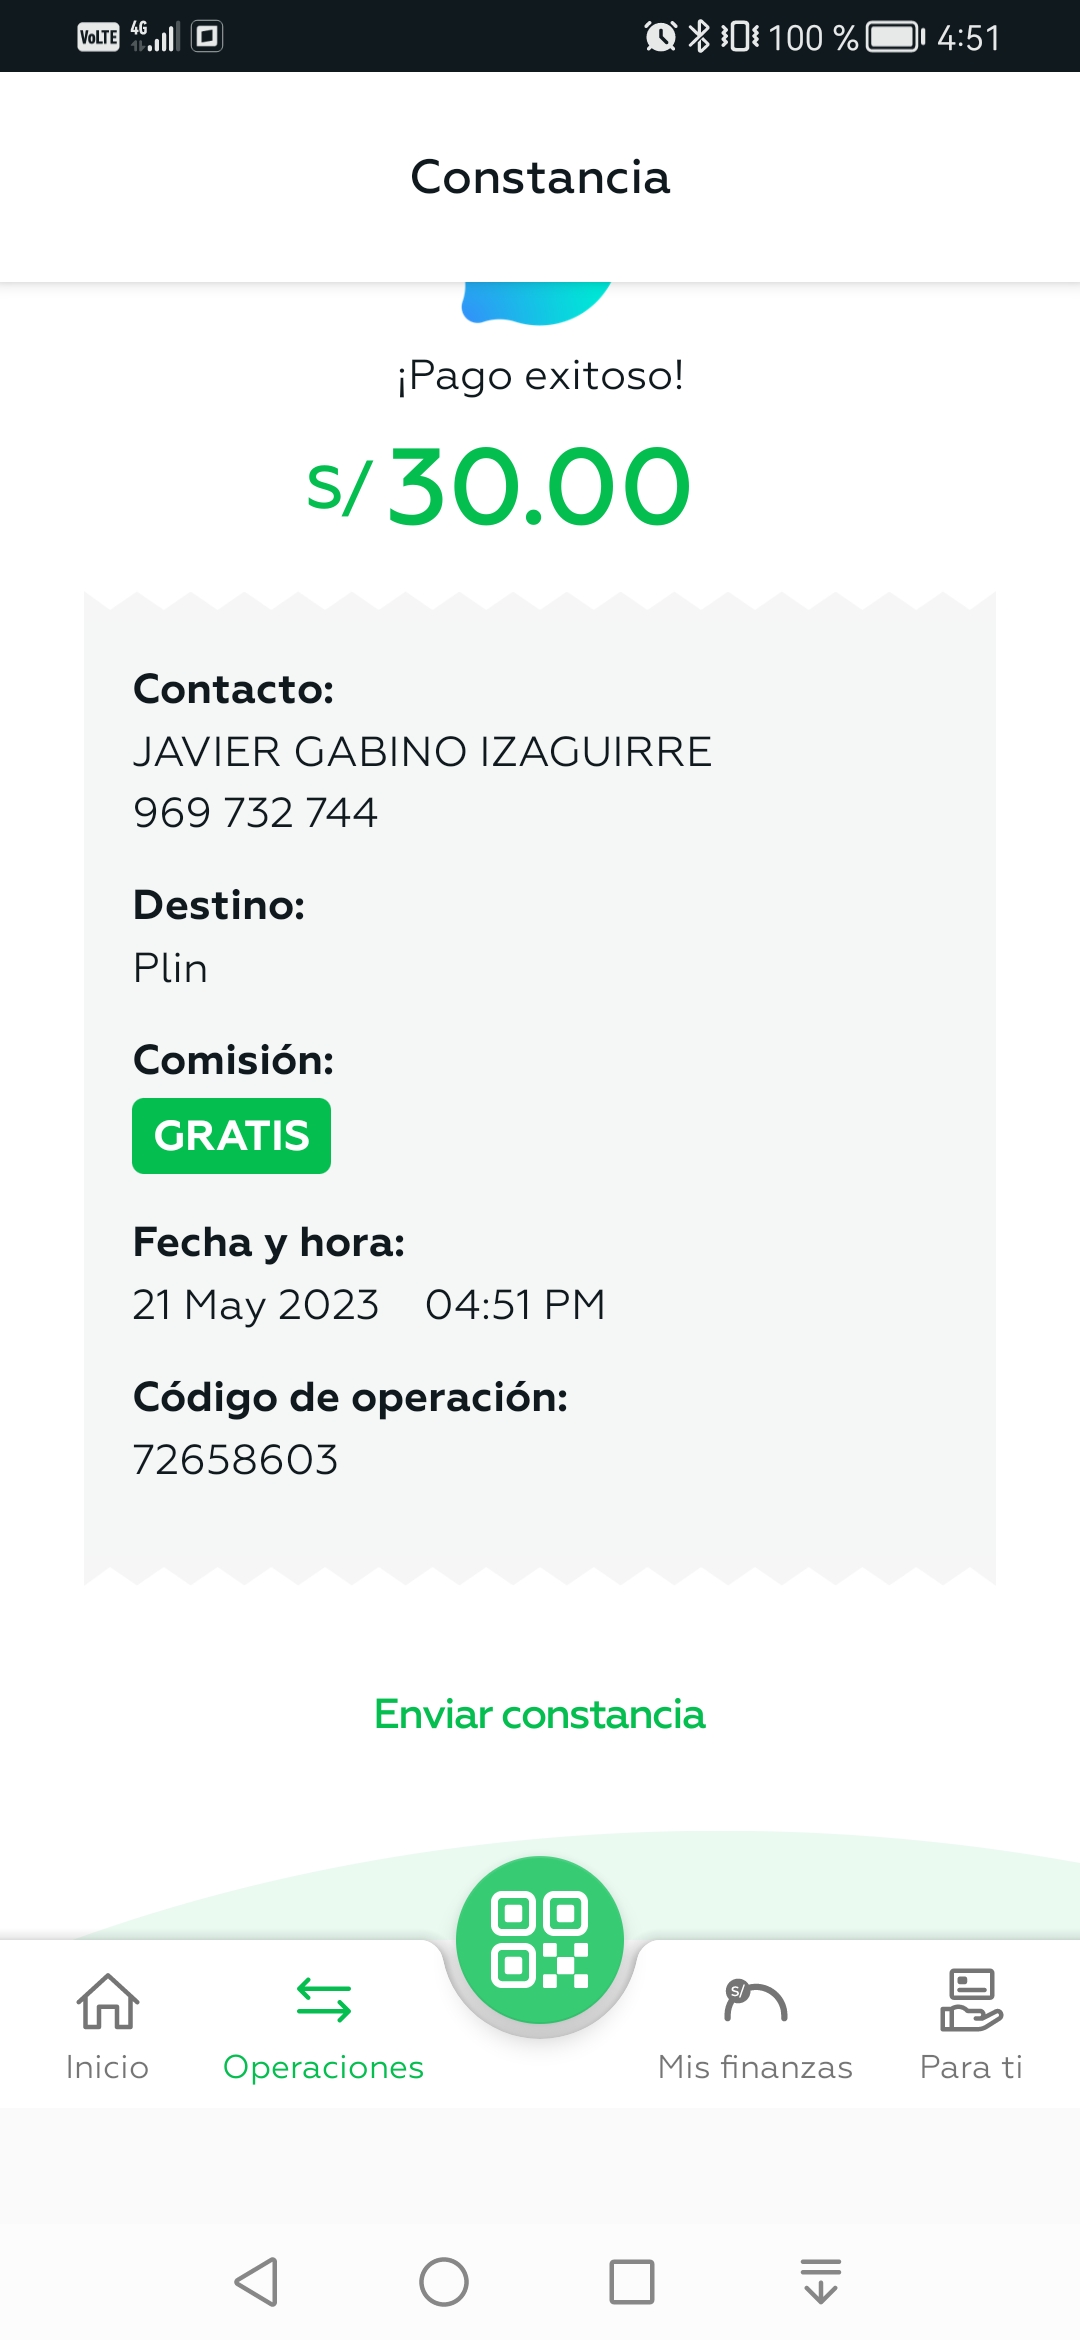 VoLTE 4G 100 % 4:51
Constancia
¡Pago exitoso!
S/ 30.00
Contacto:
JAVIER GABINO IZAGUIRRE
969 732 744
Destino:
Plin
Comisión:
GRATIS
Fecha y hora:
21 May 2023 04:51 PM
Código de operación:
72658603
Enviar constancia
S/
Inicio Operaciones Mis finanzas Para ti